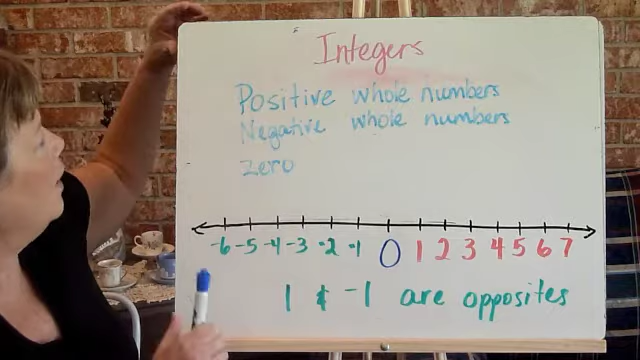 Integers
Positive whole numbers
Negative whole numbers
zero
-6 -5 -4 -3 -2 -1 0 1 2 3 4 5 6 7
1 & -1 are opposites